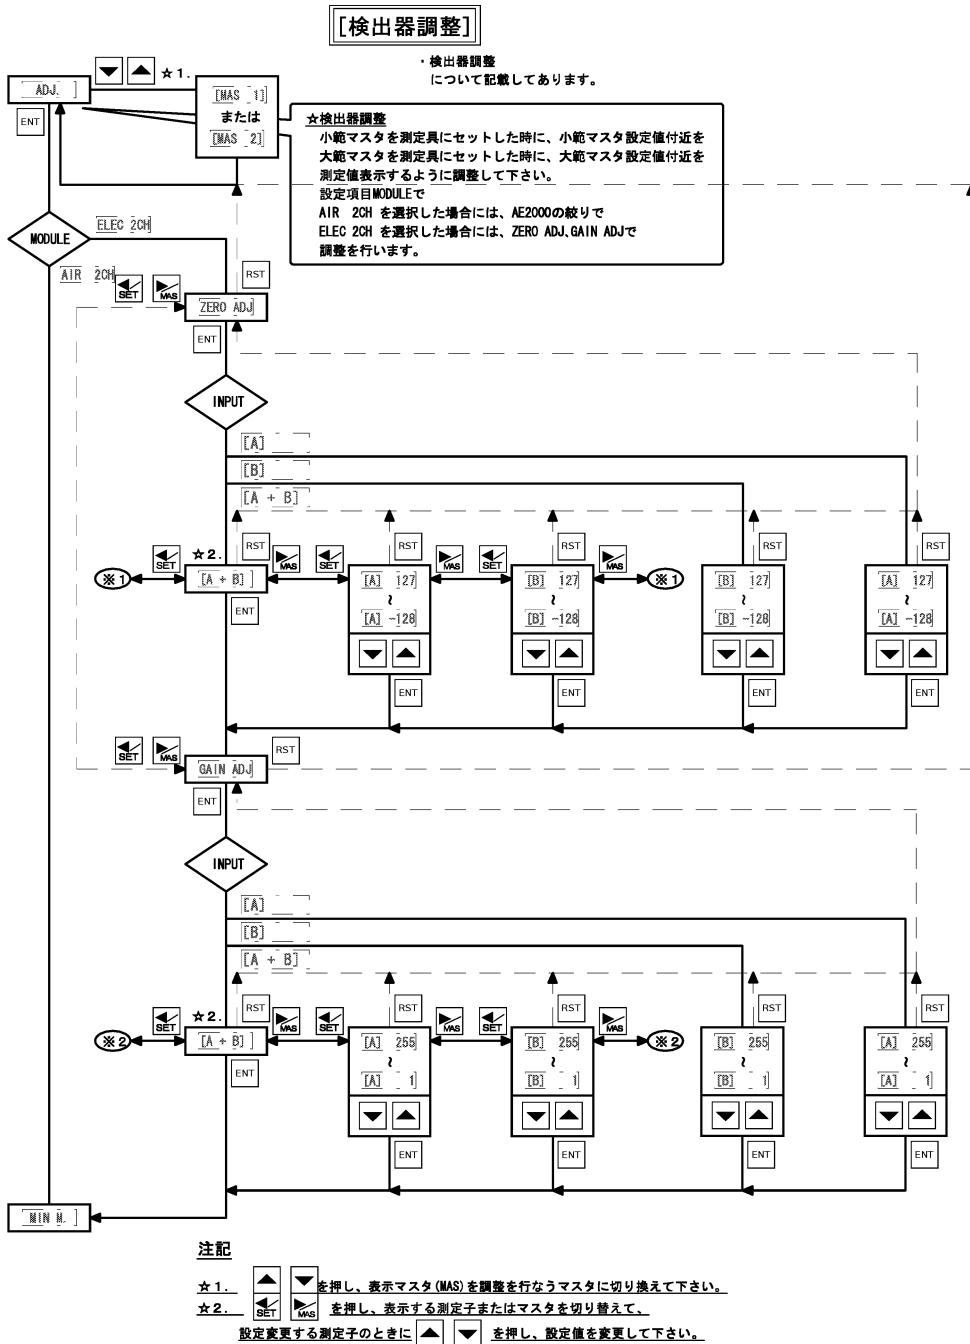 [検出器調整]
・検出器調整
について記載してあります。
☆1.
[ADJ. ]
ENT
[MAS 1]
または
[MAS 2]
☆検出器調整
小範マスタを測定具にセットした時に、小範マスタ設定値付近を
大範マスタを測定具にセットした時に、大範マスタ設定値付近を
測定値表示するように調整して下さい。
設定項目MODULEで
AIR 2CH を選択した場合には、AE2000の絞りで
ELEC 2CH を選択した場合には、ZERO ADJ、GAIN ADJで
調整を行います。
MODULE
[ELEC 2CH]
[AIR 2CH]
SET MAS RST
[ZERO ADJ]
ENT
INPUT
[A]
[B]
[A + B]
☆2.
SET RST MAS SET RST MAS SET RST MAS RST RST
※1 [A + B] [A] 127 [B] 127 ※1 [B] 127 [A] 127
~ ~ ~ ~
[A] -128 [B] -128 [B] -128 [A] -128
ENT ENT ENT ENT ENT
SET MAS RST
[GAIN ADJ]
ENT
INPUT
[A]
[B]
[A + B]
☆2.
SET RST MAS SET RST MAS SET RST MAS RST RST
※2 [A + B] [A] 255 [B] 255 ※2 [B] 255 [A] 255
~ ~ ~ ~
[A] 1 [B] 1 [B] 1 [A] 1
ENT ENT ENT ENT ENT
[MIN M. ]
注記
☆1. を押し、表示マスタ(MAS)を調整を行なうマスタに切り換えて下さい。
☆2. SET MAS を押し、表示する測定子またはマスタを切り替えて、
設定変更する測定子のときに を押し、設定値を変更して下さい。